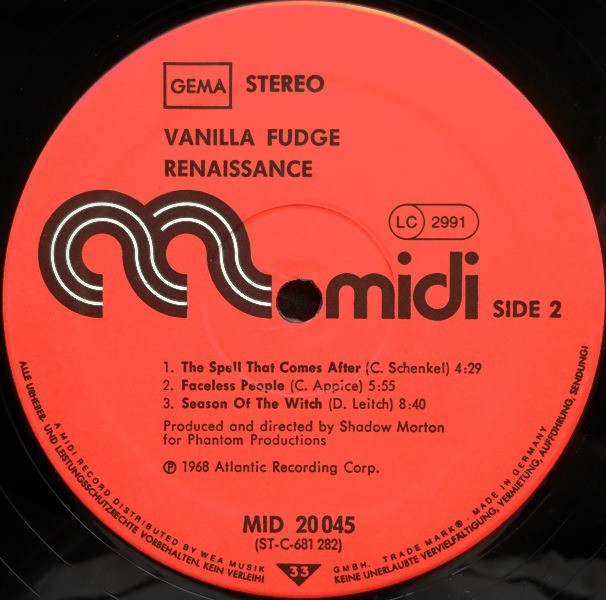 GEMA STEREO
VANILLA FUDGE
RENAISSANCE
LC 2991
midi SIDE 2
1. The Spell That Comes After (C. Schenkel) 4:29
2. Faceless People (C. Appice) 5:55
3. Season Of The Witch (D. Leitch) 8:40
Produced and directed by Shadow Morton
for Phantom Productions
℗ 1968 Atlantic Recording Corp.
MID 20 045
(ST-C-681 282)
33
A MIDI RECORD DISTRIBUTED BY WEA MUSIK GMBH. TRADE MARK ® - MADE IN GERMANY
ALLE URHEBER- UND LEISTUNGSSCHUTZRECHTE VORBEHALTEN. KEIN VERLEIH! KEINE UNERLAUBTE VERVIELFÄLTIGUNG, VERMIETUNG, AUFFÜHRUNG, SENDUNG!